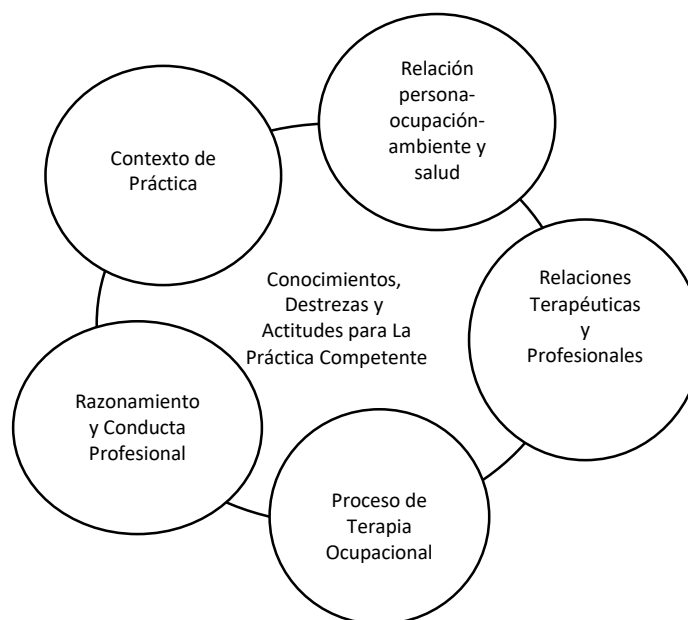 Relación
persona-
ocupación-
ambiente y
salud
Contexto de
Práctica
Conocimientos,
Destrezas y
Actitudes para La
Práctica Competente
Relaciones
Terapéuticas
y
Profesionales
Razonamiento
y Conducta
Profesional
Proceso de
Terapia
Ocupacional